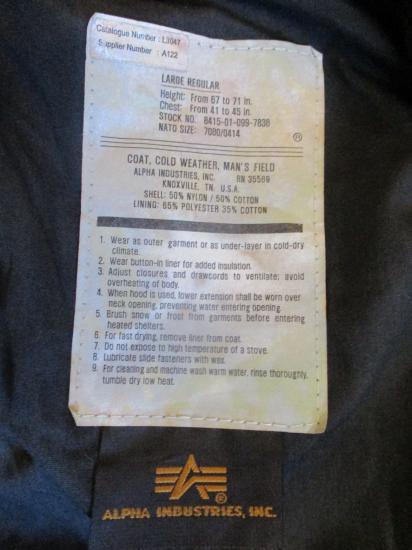 Catalogue Number : L3047
Supplier Number : A122
LARGE REGULAR
Height: From 67 to 71 in.
Chest: From 41 to 45 in.
STOCK NO. 8415-01-099-7838
NATO SIZE: 7080/0414
®
COAT, COLD WEATHER, MAN'S FIELD
ALPHA INDUSTRIES, INC. RN 35589
KNOXVILLE, TN. U.S.A.
SHELL: 50% NYLON / 50% COTTON
LINING: 65% POLYESTER 35% COTTON
1. Wear as outer garment or as under-layer in cold-dry
climate.
2. Wear button-in liner for added insulation.
3. Adjust closures and drawcords to ventilate; avoid
overheating of body.
4. When hood is used, lower extension shall be worn over
neck opening, preventing water entering opening.
5. Brush snow or frost from garments before entering
heated shelters.
6. For fast drying, remove liner from coat.
7. Do not expose to high temperature of a stove.
8. Lubricate slide fasteners with wax.
9. For cleaning and machine wash warm water, rinse thoroughly,
tumble dry low heat.
®
ALPHA INDUSTRIES, INC.